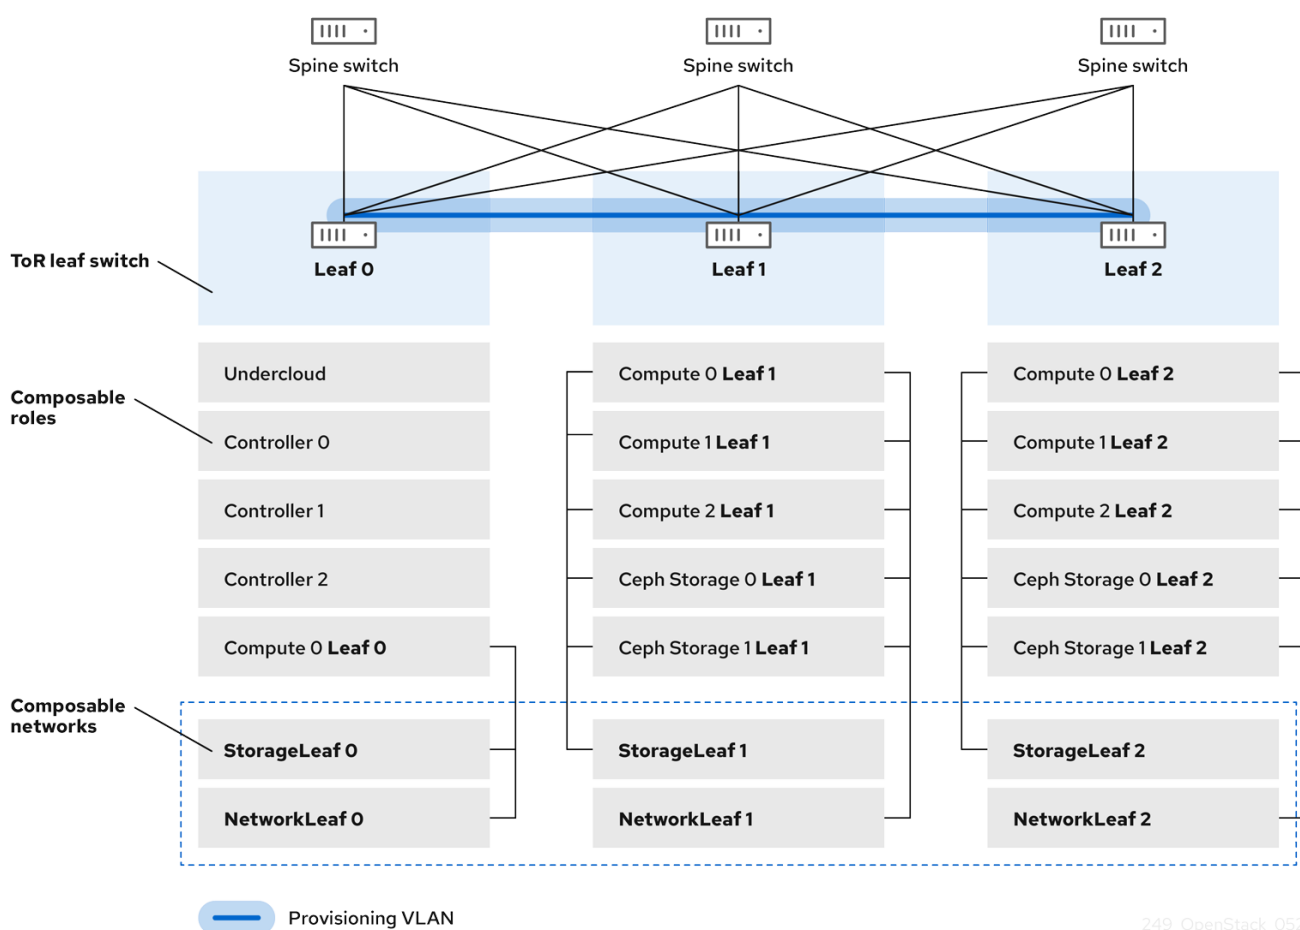 Spine switch
Spine switch
Spine switch
ToR leaf switch
Leaf 0
Leaf 1
Leaf 2
Composable
roles
Undercloud
Controller 0
Controller 1
Controller 2
Compute 0 Leaf 0
Compute 0 Leaf 1
Compute 1 Leaf 1
Compute 2 Leaf 1
Ceph Storage 0 Leaf 1
Ceph Storage 1 Leaf 1
Compute 0 Leaf 2
Compute 1 Leaf 2
Compute 2 Leaf 2
Ceph Storage 0 Leaf 2
Ceph Storage 1 Leaf 2
Composable
networks
StorageLeaf 0
NetworkLeaf 0
StorageLeaf 1
NetworkLeaf 1
StorageLeaf 2
NetworkLeaf 2
Provisioning VLAN
249_OpenStack_052